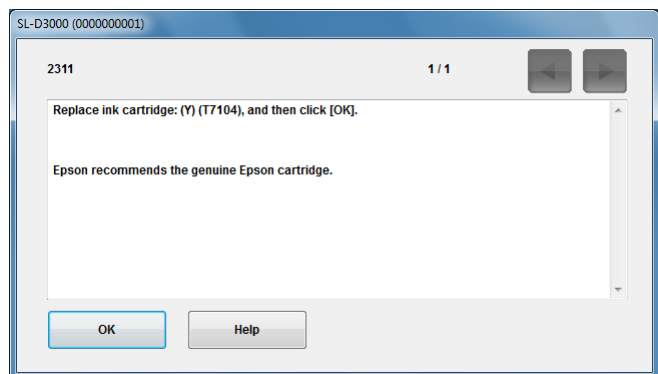 SL-D3000 (0000000001)
2311 1 / 1
Replace ink cartridge: (Y) (T7104), and then click [OK].
Epson recommends the genuine Epson cartridge.
OK Help